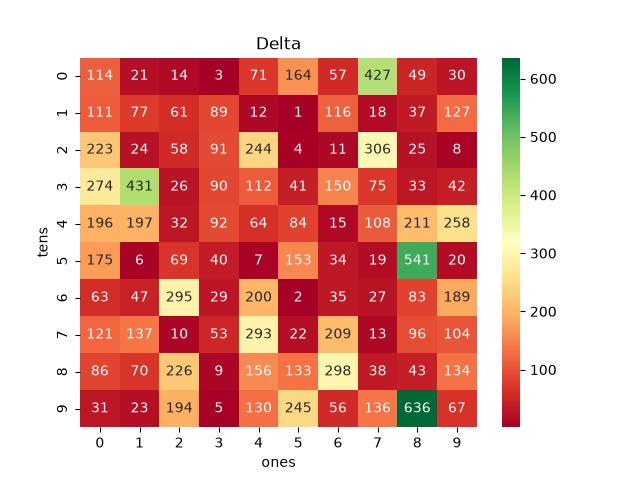 Delta
0 114 21 14 3 71 164 57 427 49 30
1 111 77 61 89 12 1 116 18 37 127
2 223 24 58 91 244 4 11 306 25 8
3 274 431 26 90 112 41 150 75 33 42
4 196 197 32 92 64 84 15 108 211 258
5 175 6 69 40 7 153 34 19 541 20
6 63 47 295 29 200 2 35 27 83 189
7 121 137 10 53 293 22 209 13 96 104
8 86 70 226 9 156 133 298 38 43 134
9 31 23 194 5 130 245 56 136 636 67
0 1 2 3 4 5 6 7 8 9
ones
tens
600
500
400
300
200
100